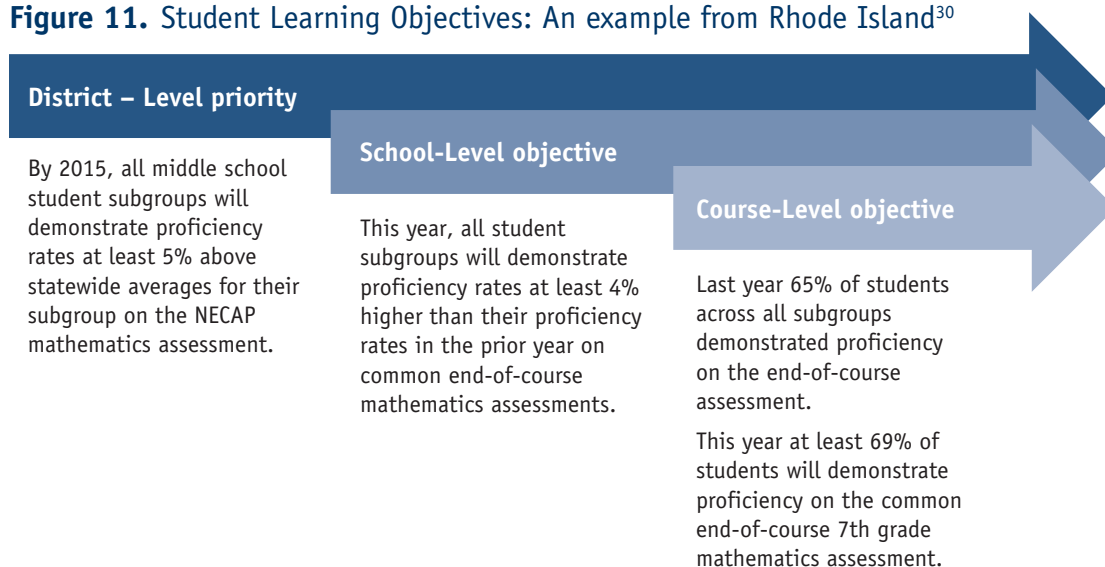 Figure 11. Student Learning Objectives: An example from Rhode Island30
District – Level priority
By 2015, all middle school
student subgroups will
demonstrate proficiency
rates at least 5% above
statewide averages for their
subgroup on the NECAP
mathematics assessment.
School-Level objective
This year, all student
subgroups will demonstrate
proficiency rates at least 4%
higher than their proficiency
rates in the prior year on
common end-of-course
mathematics assessments.
Course-Level objective
Last year 65% of students
across all subgroups
demonstrated proficiency
on the end-of-course
assessment.
This year at least 69% of
students will demonstrate
proficiency on the common
end-of-course 7th grade
mathematics assessment.